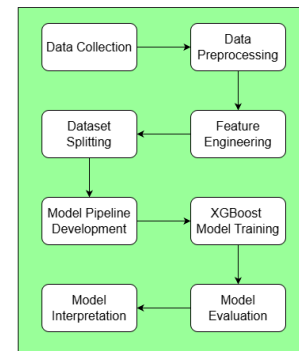 Data Collection
Data
Preprocessing
Feature
Engineering
Dataset
Splitting
Model Pipeline
Development
XGBoost
Model Training
Model
Evaluation
Model
Interpretation